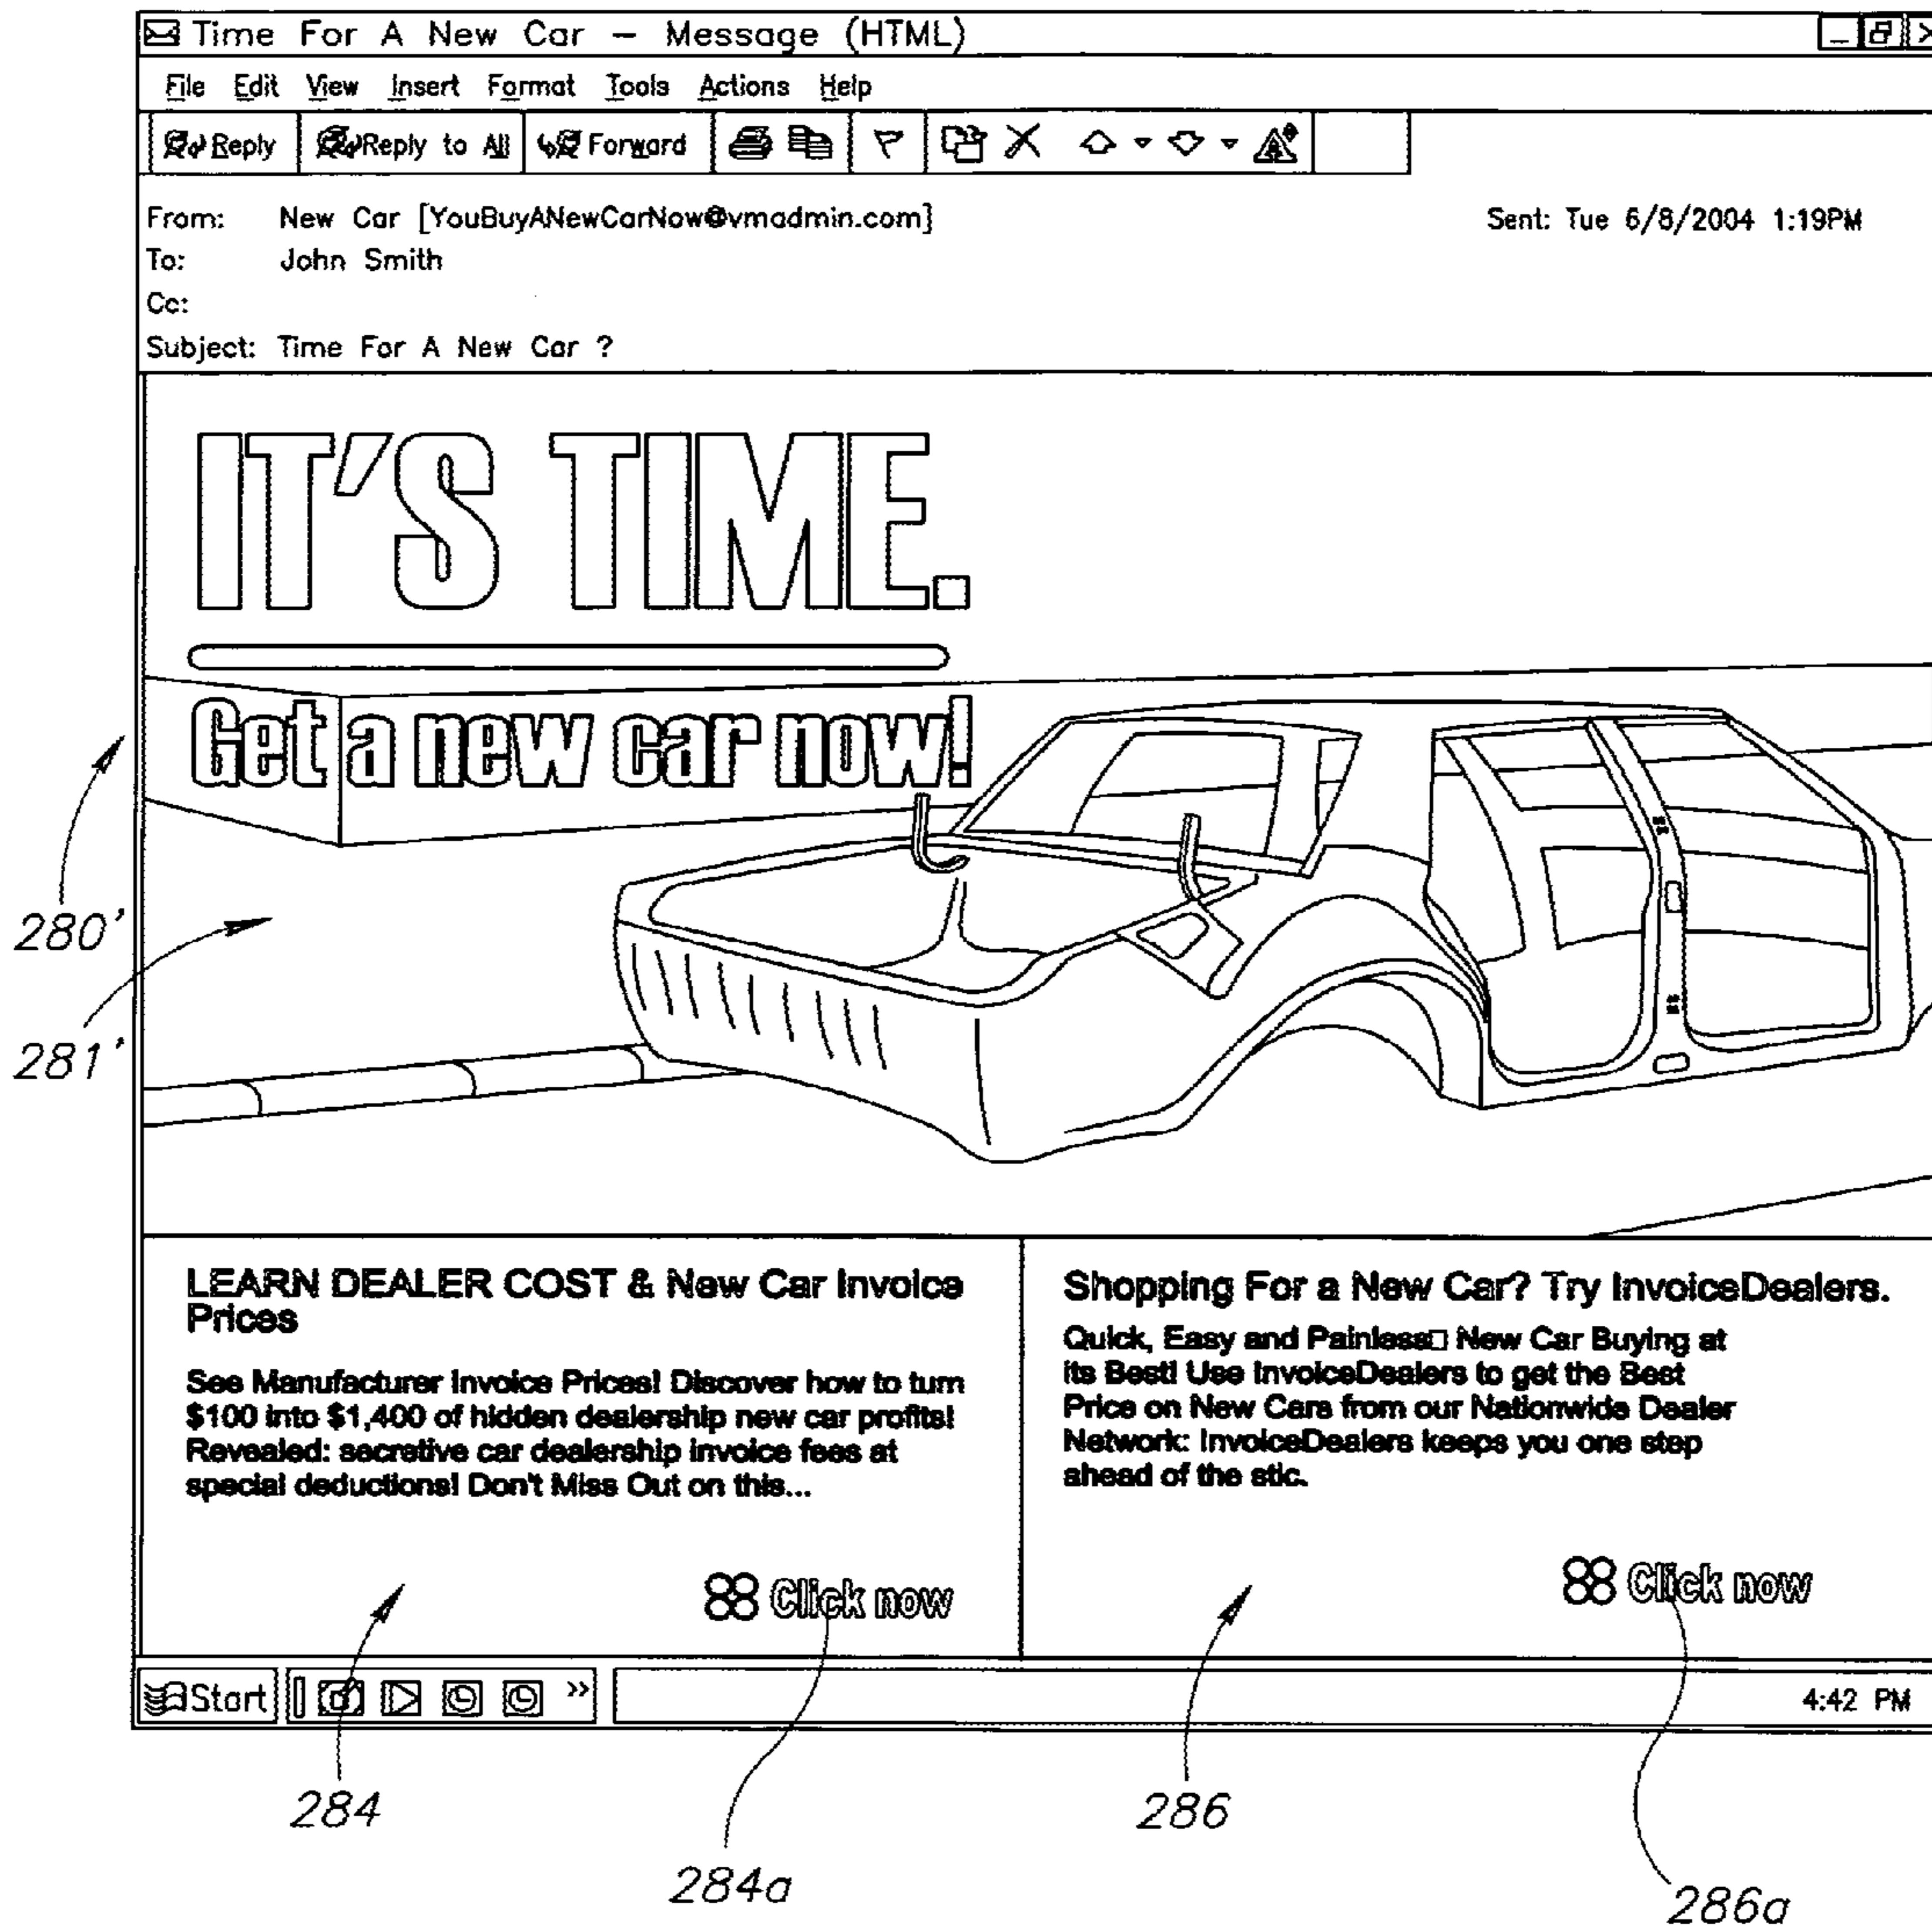 Time For A New Car – Message (HTML)
File Edit View Insert Format Tools Actions Help
Reply Reply to All Forward
From: New Car [YouBuyANewCarNow@vmadmin.com] Sent: Tue 6/8/2004 1:19PM
To: John Smith
Cc:
Subject: Time For A New Car ?
IT'S TIME.
Get a new car now!
280'
281'
LEARN DEALER COST & New Car Invoice
Prices
See Manufacturer Invoice Prices! Discover how to turn
$100 into $1,400 of hidden dealership new car profits!
Revealed: secretive car dealership invoice fees at
special deductions! Don't Miss Out on this...
Click now
Shopping For a New Car? Try InvoiceDealers.
Quick, Easy and Painless□ New Car Buying at
its Best! Use InvoiceDealers to get the Best
Price on New Cars from our Nationwide Dealer
Network: InvoiceDealers keeps you one step
ahead of the stic.
Click now
Start >> 4:42 PM
284 286
284a 286a